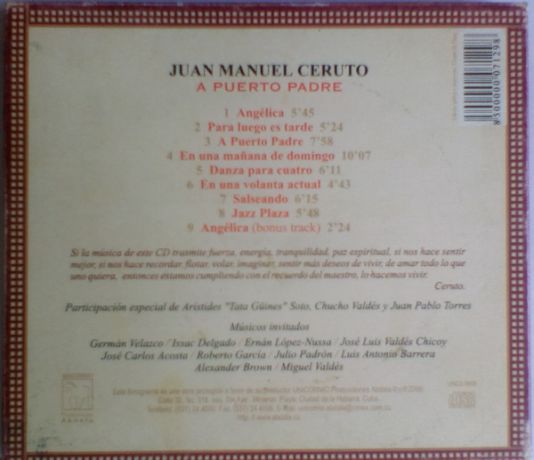 JUAN MANUEL CERUTO
A PUERTO PADRE
1 Angélica 5'45
2 Para luego es tarde 5'24
3 A Puerto Padre 7'58
4 En una mañana de domingo 10'07
5 Danza para cuatro 6'11
6 En una volanta actual 4'43
7 Salseando 6'15
8 Jazz Plaza 5'48
9 Angélica (bonus track) 2'24
Si la música de este CD trasmite fuerza, energía, tranquilidad, paz espiritual, si nos hace sentir
mejor, si nos hace recordar, flotar, volar, imaginar, sentir más deseos de vivir, de amar todo lo que
uno quiera, entonces estamos cumpliendo con el recuerdo del maestro, lo hacemos vivir.
Ceruto.
Participación especial de Arístides "Tata Güines" Soto, Chucho Valdés y Juan Pablo Torres
Músicos invitados
Germán Velazco / Issac Delgado / Ernán López-Nussa / José Luis Valdés Chicoy
José Carlos Acosta / Roberto García / Julio Padrón / Luis Antonio Barrera
Alexander Brown / Miguel Valdés
8 500000 071298